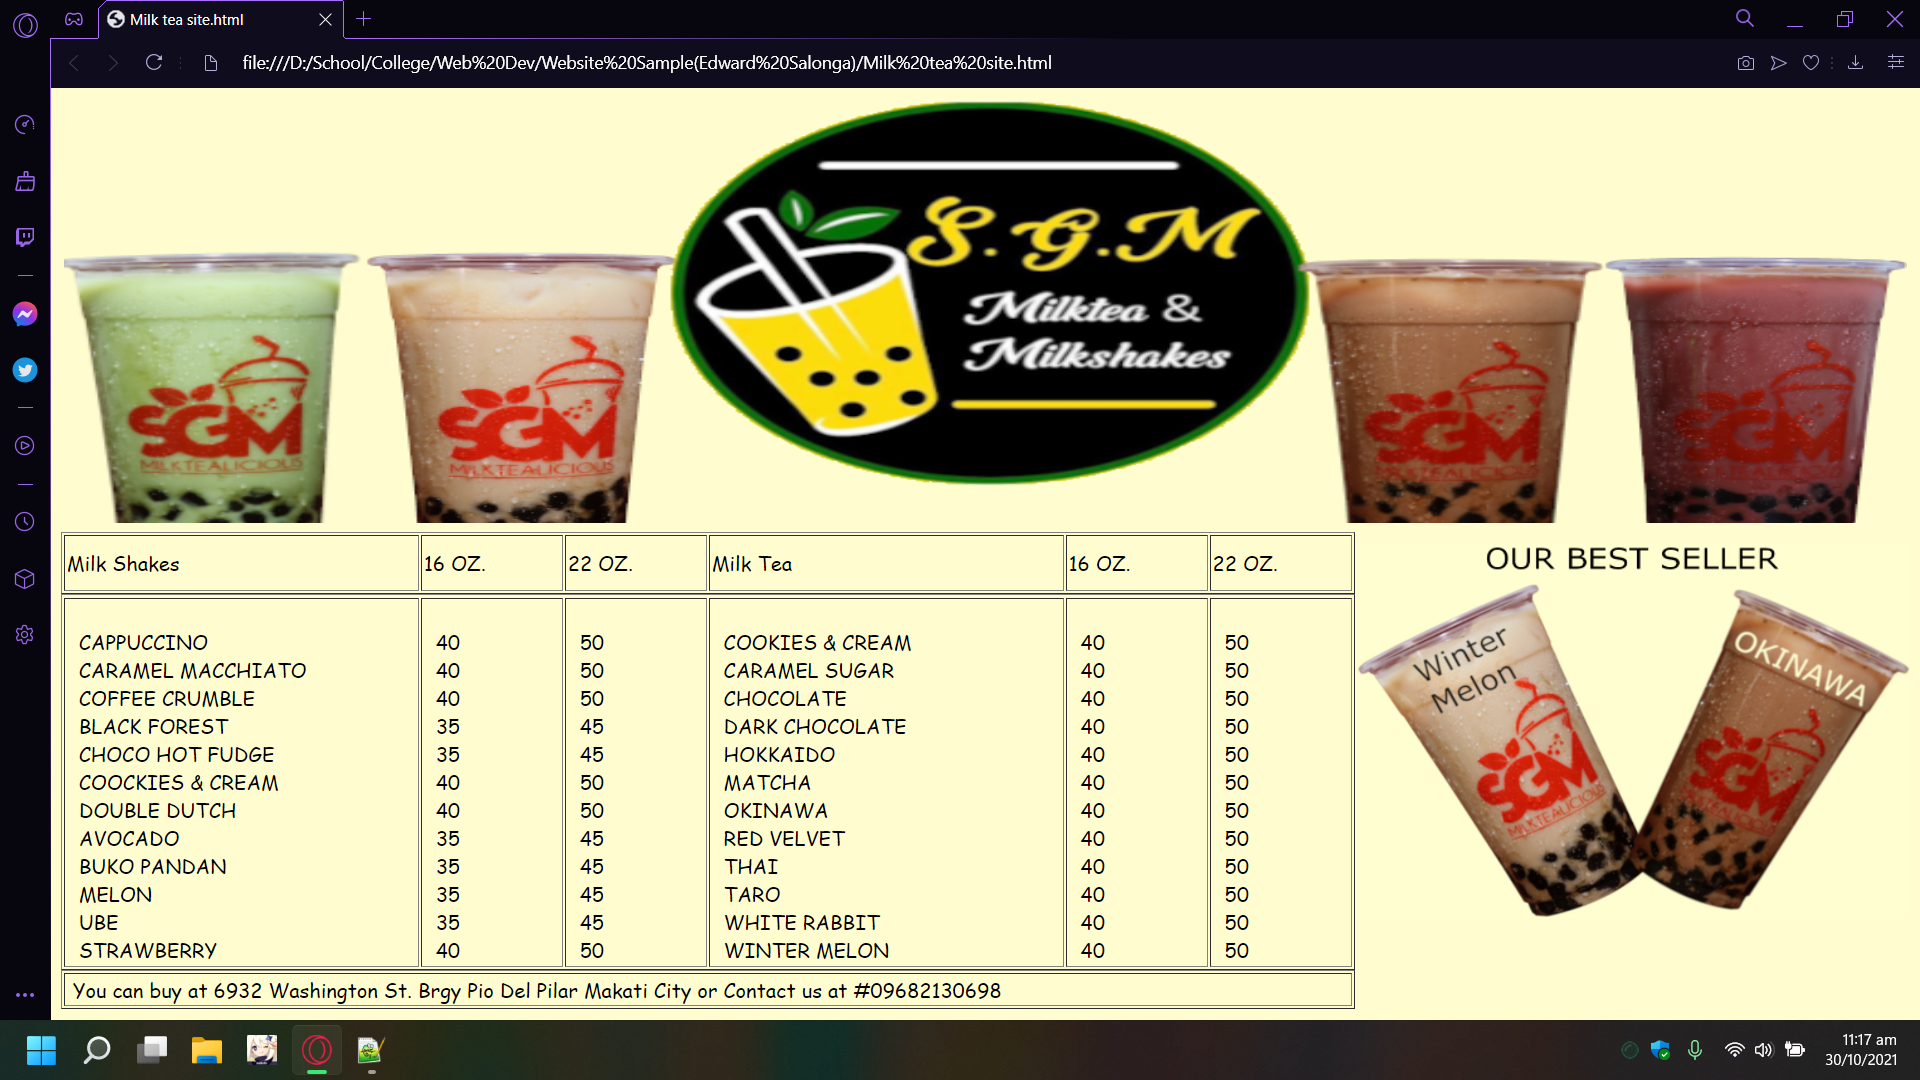 Milk tea site.html
file:///D:/School/College/Web%20Dev/Website%20Sample(Edward%20Salonga)/Milk%20tea%20site.html
S.G.M
Milktea &
Milkshakes
SGM
MILKTEALICIOUS
SGM
MILKTEALICIOUS
SGM
MILKTEALICIOUS
SGM
MILKTEALICIOUS
Milk Shakes 16 OZ. 22 OZ. Milk Tea 16 OZ. 22 OZ.
CAPPUCCINO 40 50 COOKIES & CREAM 40 50
CARAMEL MACCHIATO 40 50 CARAMEL SUGAR 40 50
COFFEE CRUMBLE 40 50 CHOCOLATE 40 50
BLACK FOREST 35 45 DARK CHOCOLATE 40 50
CHOCO HOT FUDGE 35 45 HOKKAIDO 40 50
COOCKIES & CREAM 40 50 MATCHA 40 50
DOUBLE DUTCH 40 50 OKINAWA 40 50
AVOCADO 35 45 RED VELVET 40 50
BUKO PANDAN 35 45 THAI 40 50
MELON 35 45 TARO 40 50
UBE 35 45 WHITE RABBIT 40 50
STRAWBERRY 40 50 WINTER MELON 40 50
You can buy at 6932 Washington St. Brgy Pio Del Pilar Makati City or Contact us at #09682130698
OUR BEST SELLER
Winter
Melon
SGM
MILKTEALICIOUS
OKINAWA
SGM
MILKTEALICIOUS
11:17 am
30/10/2021